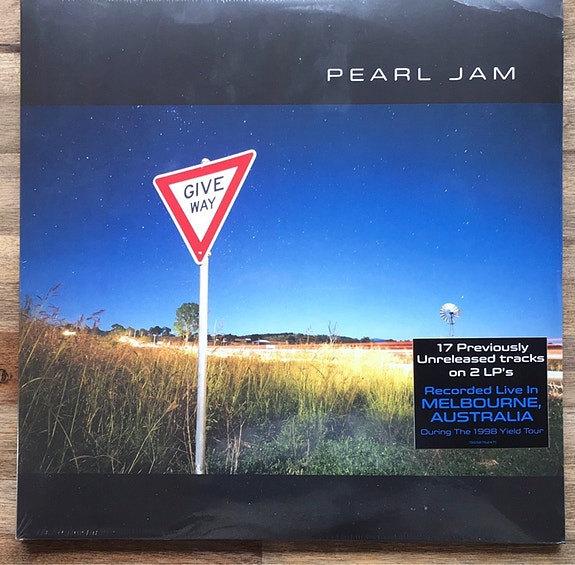 PEARL JAM
GIVE
WAY
17 Previously
Unreleased tracks
on 2 LP's
Recorded Live In
MELBOURNE,
AUSTRALIA
During The 1998 Yield Tour